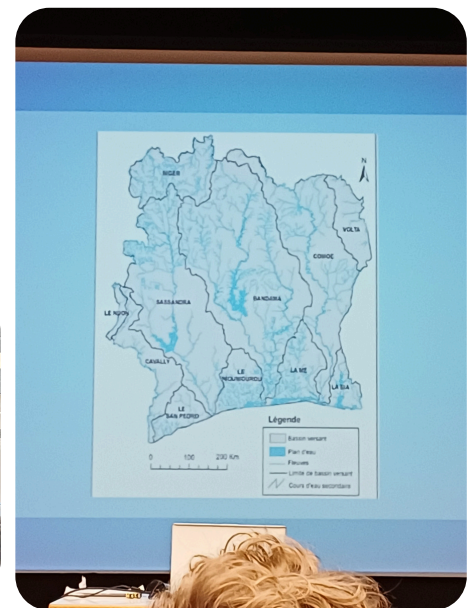 N
NIGER
VOLTA
COMOE
SASSANDRA
BANDAMA
LE NOON
CAVALLY
LE
LA ME
LA BIA
LE
SAN PEDRO
Légende
Bassin versant
Plan d'eau
Fleuves
Limite de bassin versant
Cours d'eau secondaire
0 100 200 Km